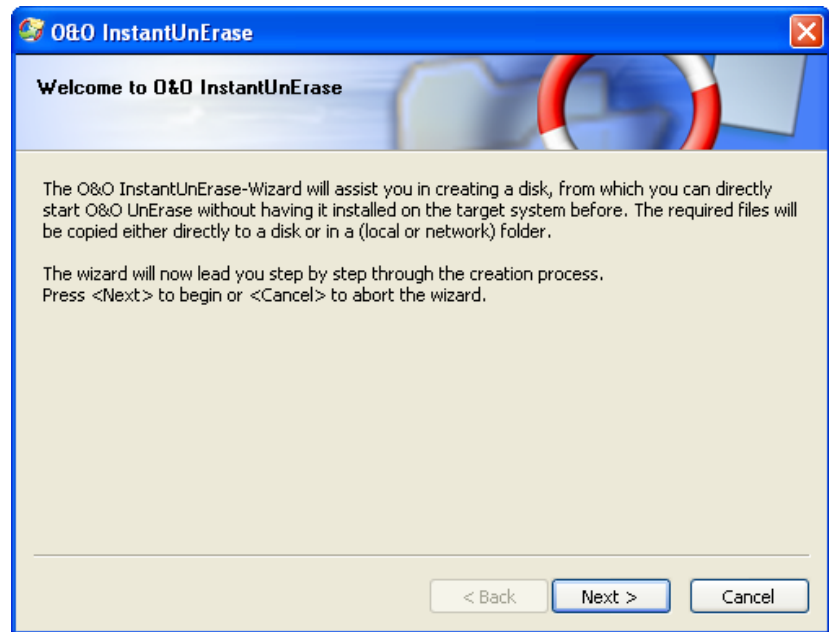 O&O InstantUnErase
Welcome to O&O InstantUnErase
The O&O InstantUnErase-Wizard will assist you in creating a disk, from which you can directly
start O&O UnErase without having it installed on the target system before. The required files will
be copied either directly to a disk or in a (local or network) folder.
The wizard will now lead you step by step through the creation process.
Press <Next> to begin or <Cancel> to abort the wizard.
< Back
Next >
Cancel